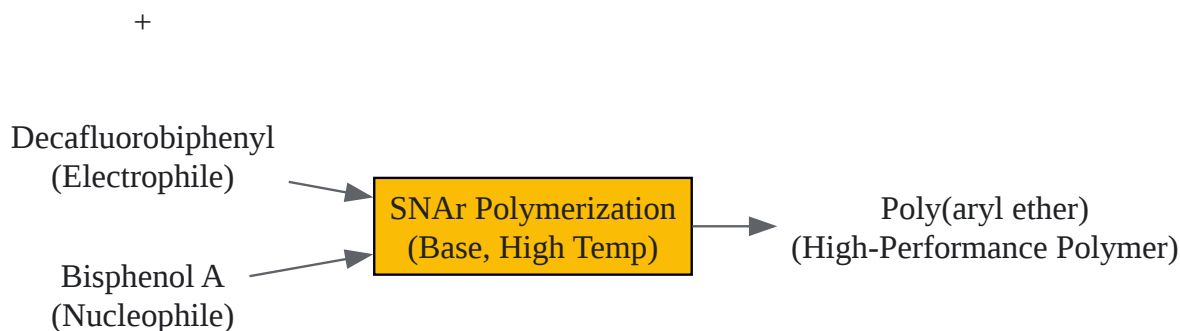 +
Decafluorobiphenyl
(Electrophile)
SNAr Polymerization
(Base, High Temp)
Poly(aryl ether)
(High-Performance Polymer)
Bisphenol A
(Nucleophile)